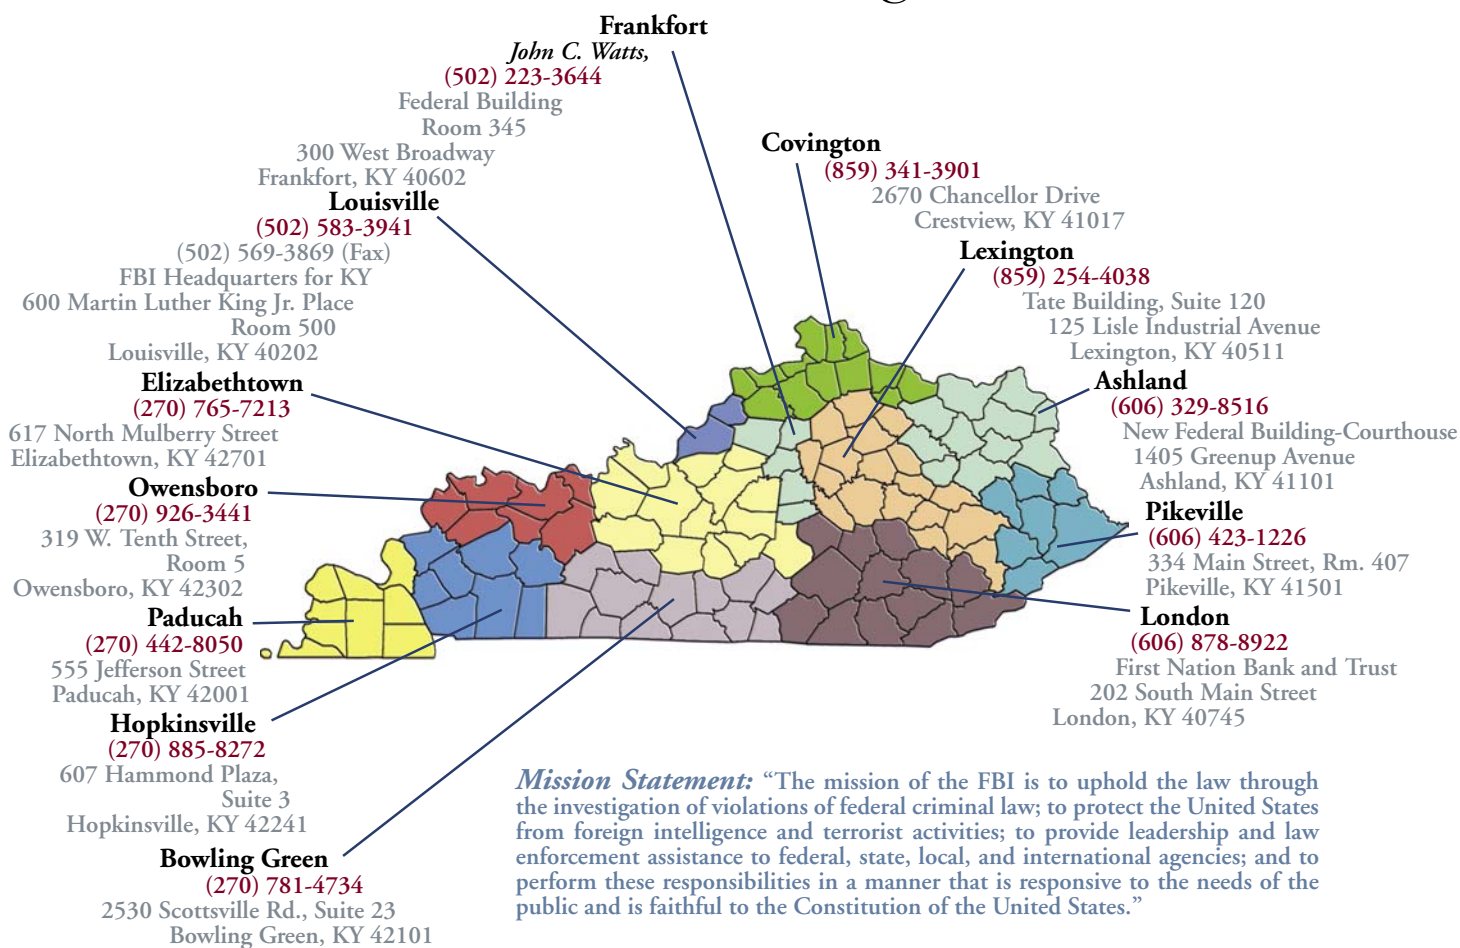 Frankfort
John C. Watts,
(502) 223-3644
Federal Building
Room 345
300 West Broadway
Frankfort, KY 40602
Louisville
(502) 583-3941
(502) 569-3869 (Fax)
FBI Headquarters for KY
600 Martin Luther King Jr. Place
Room 500
Louisville, KY 40202
Elizabethtown
(270) 765-7213
617 North Mulberry Street
Elizabethtown, KY 42701
Owensboro
(270) 926-3441
319 W. Tenth Street,
Room 5
Owensboro, KY 42302
Paducah
(270) 442-8050
555 Jefferson Street
Paducah, KY 42001
Hopkinsville
(270) 885-8272
607 Hammond Plaza,
Suite 3
Hopkinsville, KY 42241
Bowling Green
(270) 781-4734
2530 Scottsville Rd., Suite 23
Bowling Green, KY 42101
Covington
(859) 341-3901
2670 Chancellor Drive
Crestview, KY 41017
Lexington
(859) 254-4038
Tate Building, Suite 120
125 Lisle Industrial Avenue
Lexington, KY 40511
Ashland
(606) 329-8516
New Federal Building-Courthouse
1405 Greenup Avenue
Ashland, KY 41101
Pikeville
(606) 423-1226
334 Main Street, Rm. 407
Pikeville, KY 41501
London
(606) 878-8922
First Nation Bank and Trust
202 South Main Street
London, KY 40745
Mission Statement: “The mission of the FBI is to uphold the law through
the investigation of violations of federal criminal law; to protect the United States
from foreign intelligence and terrorist activities; to provide leadership and law
enforcement assistance to federal, state, local, and international agencies; and to
perform these responsibilities in a manner that is responsive to the needs of the
public and is faithful to the Constitution of the United States.”